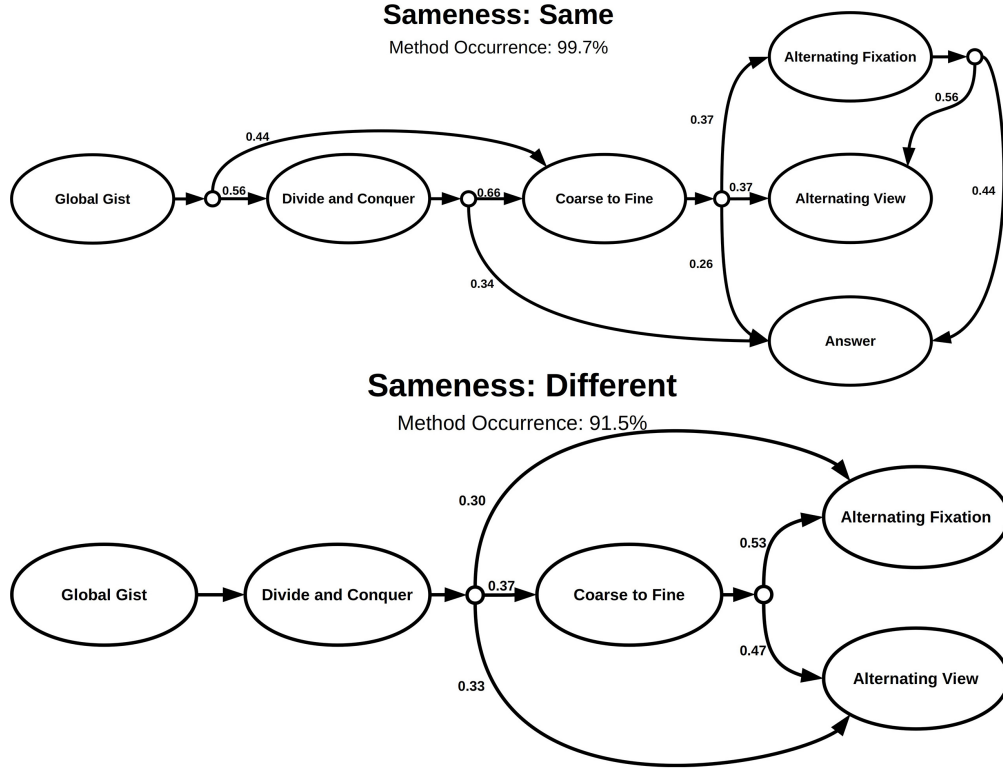 Sameness: Same
Method Occurrence: 99.7%
Alternating Fixation
0.56
0.37
0.44
Global Gist
0.56
Divide and Conquer
0.66
Coarse to Fine
0.37
Alternating View
0.44
0.26
0.34
Answer
Sameness: Different
Method Occurrence: 91.5%
0.30
Alternating Fixation
0.53
Global Gist
Divide and Conquer
0.37
Coarse to Fine
0.47
0.33
Alternating View